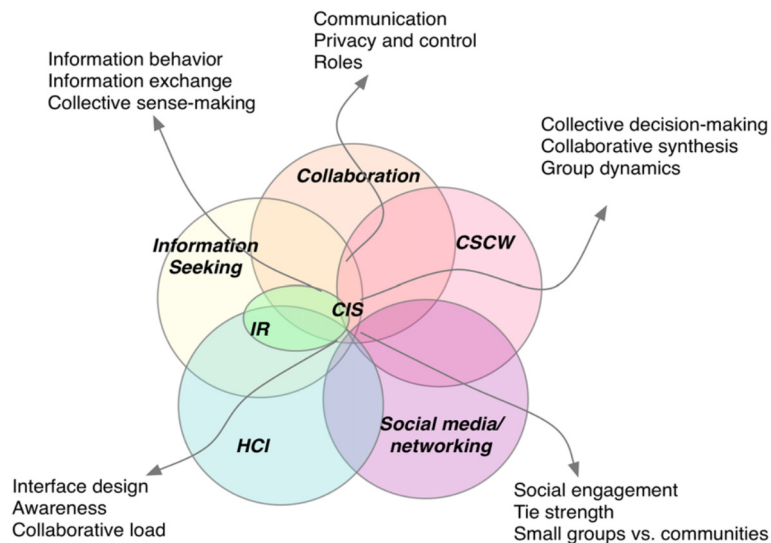 Communication
Privacy and control
Roles
Information behavior
Information exchange
Collective sense-making
Collective decision-making
Collaborative synthesis
Group dynamics
Collaboration
Information
Seeking
CSCW
CIS
IR
HCI
Social media/
networking
Interface design
Awareness
Collaborative load
Social engagement
Tie strength
Small groups vs. communities